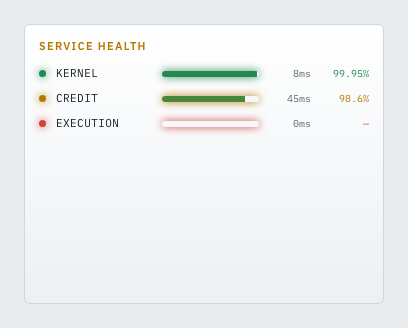 SERVICE HEALTH
KERNEL 8ms 99.95%
CREDIT 45ms 98.6%
EXECUTION 0ms —